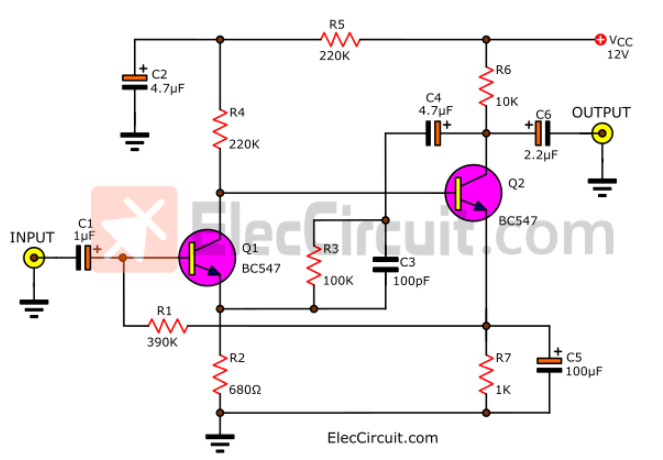 R5
220K
VCC
12V
C2
4.7µF
R4
220K
C4
4.7µF
R6
10K
C6
2.2µF
OUTPUT
Q2
BC547
ElecCircuit.com
INPUT
C1
1µF
Q1
BC547
R3
100K
C3
100pF
R1
390K
R2
680Ω
R7
1K
C5
100µF
ElecCircuit.com